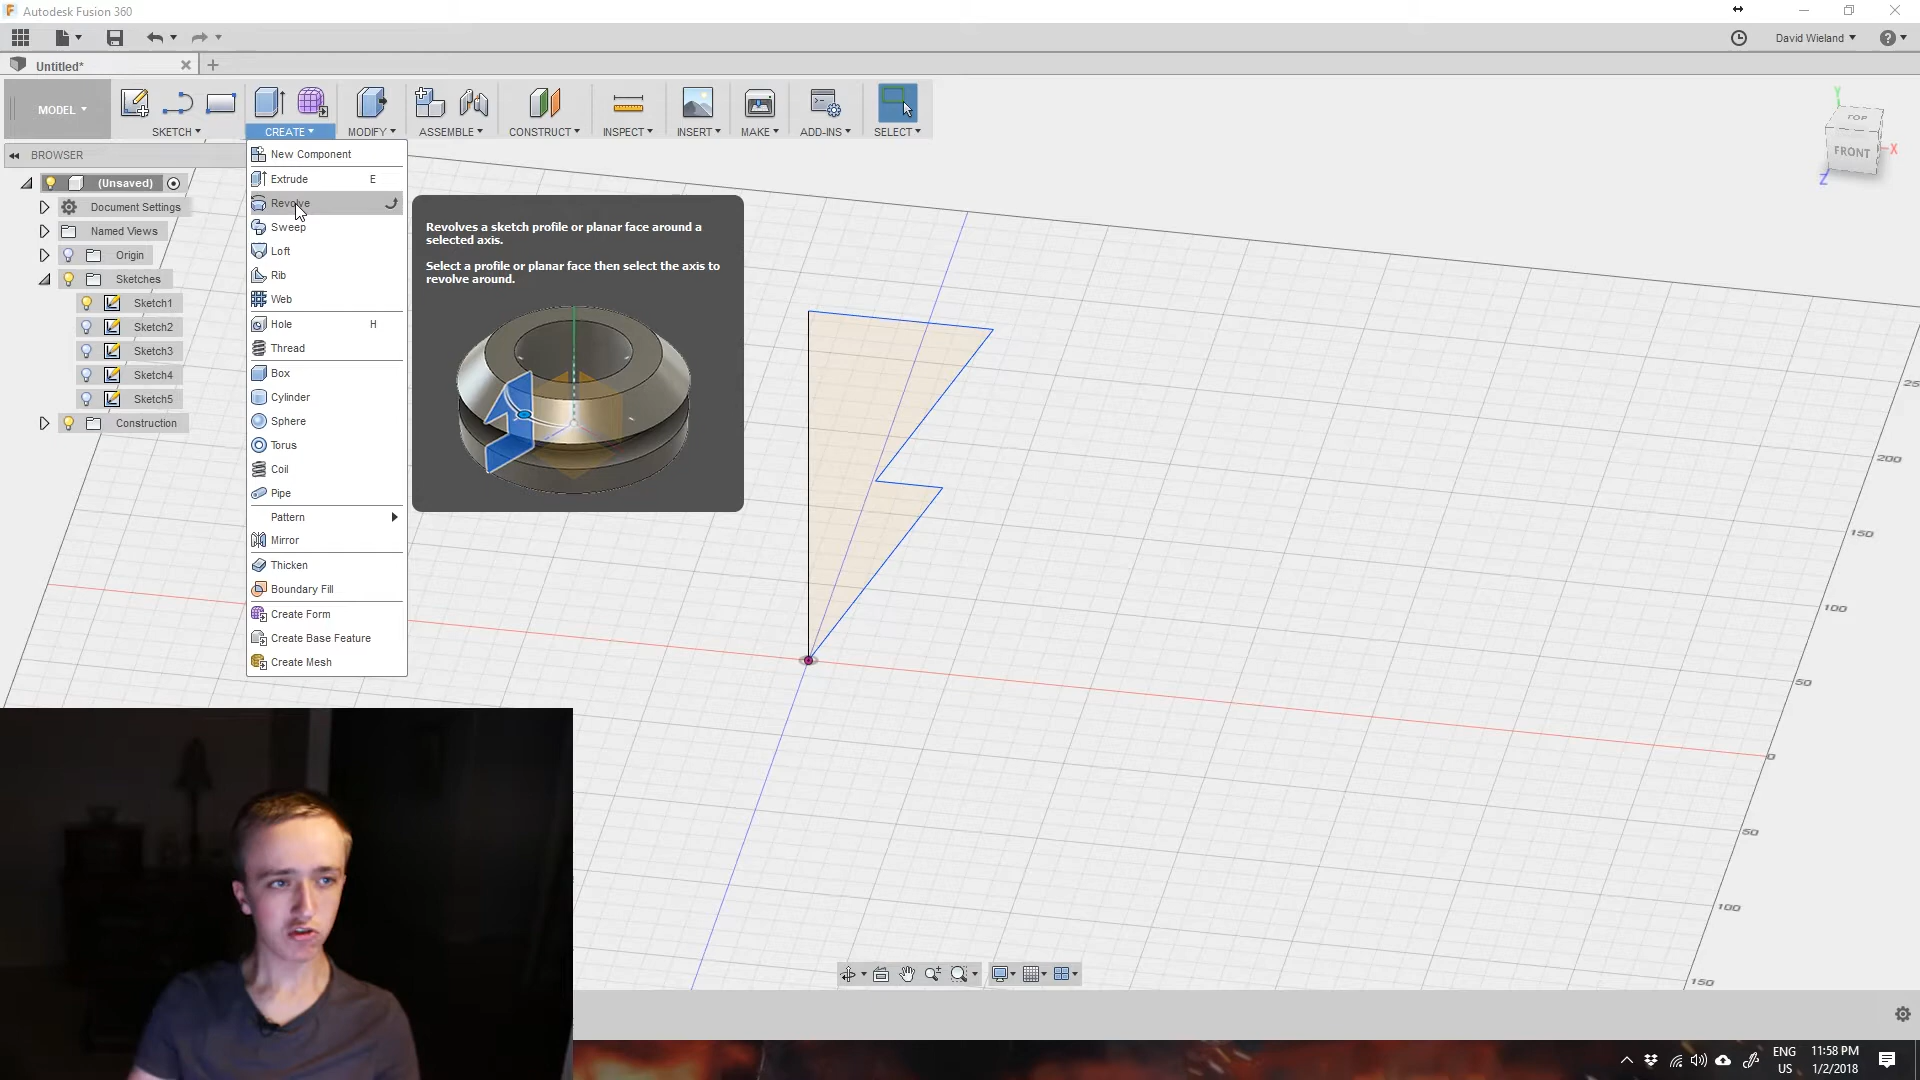 Autodesk Fusion 360
David Wieland
Untitled*
MODEL
SKETCH
CREATE
MODIFY
ASSEMBLE
CONSTRUCT
INSPECT
INSERT
MAKE
ADD-INS
SELECT
BROWSER
(Unsaved)
Document Settings
Named Views
Origin
Sketches
Sketch1
Sketch2
Sketch3
Sketch4
Sketch5
Construction
New Component
Extrude E
Revolve
Sweep
Loft
Rib
Web
Hole H
Thread
Box
Cylinder
Sphere
Torus
Coil
Pipe
Pattern
Mirror
Thicken
Boundary Fill
Create Form
Create Base Feature
Create Mesh
Revolves a sketch profile or planar face around a
selected axis.
Select a profile or planar face then select the axis to
revolve around.
Y
TOP
FRONT
X
Z
200
150
100
50
0
50
100
150
ENG
US
11:58 PM
1/2/2018